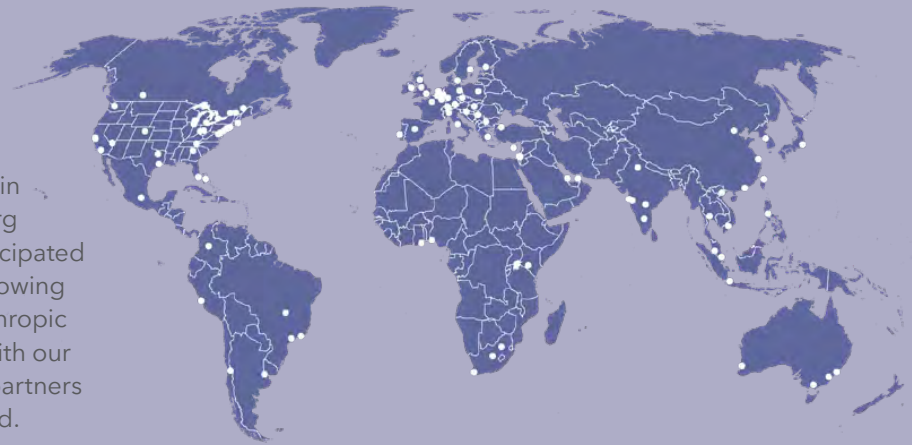 in
rg
cipated
owing
hropic
ith our
artners
d.